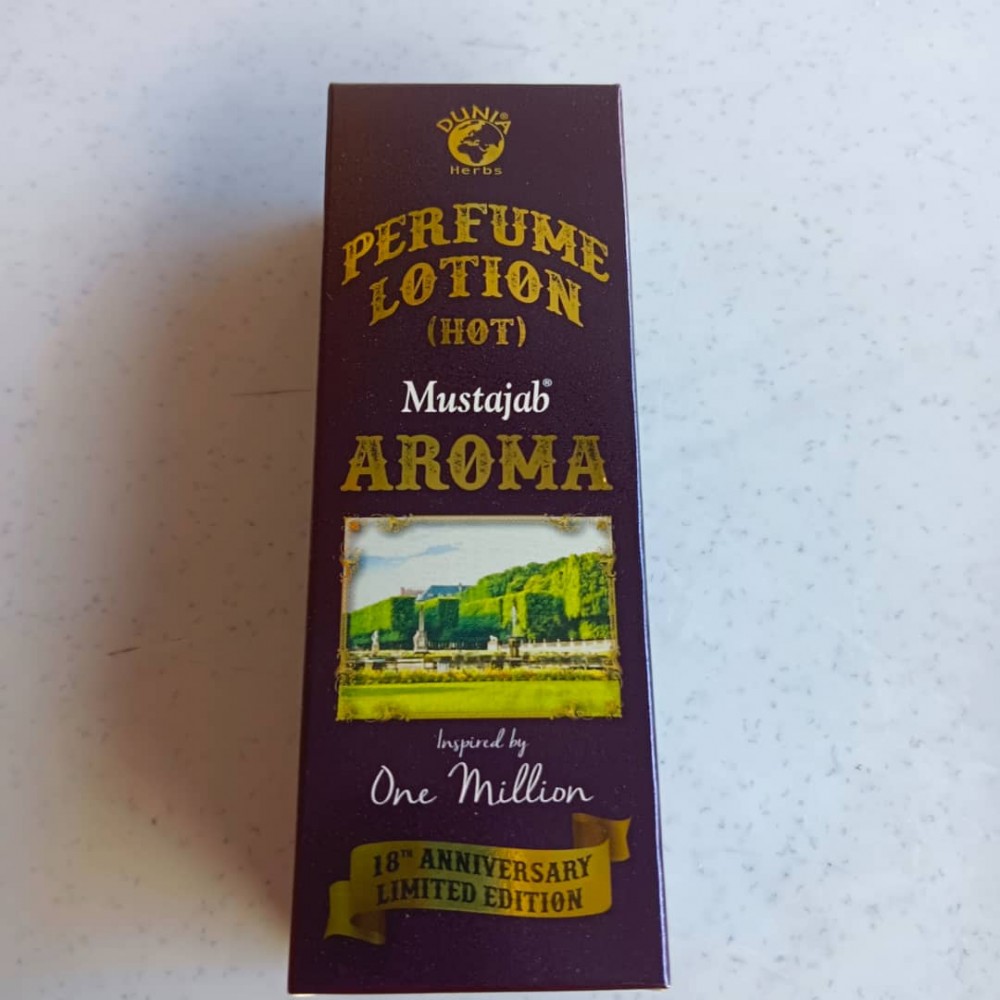 DUNIA®
Herbs
PERFUME
LOTION
(HOT)
Mustajab®
AROMA
Inspired by
One Million
18TH ANNIVERSARY
LIMITED EDITION